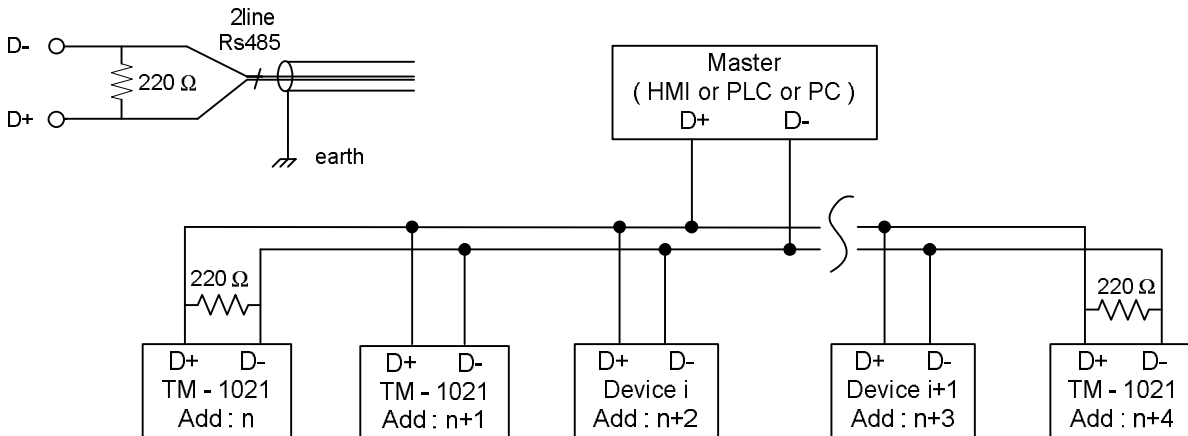 2line
Rs485
D-
220 Ω
D+
earth
Master
( HMI or PLC or PC )
D+ D-
220 Ω
220 Ω
D+ D-
TM - 1021
Add : n
D+ D-
TM - 1021
Add : n+1
D+ D-
Device i
Add : n+2
D+ D-
Device i+1
Add : n+3
D+ D-
TM - 1021
Add : n+4